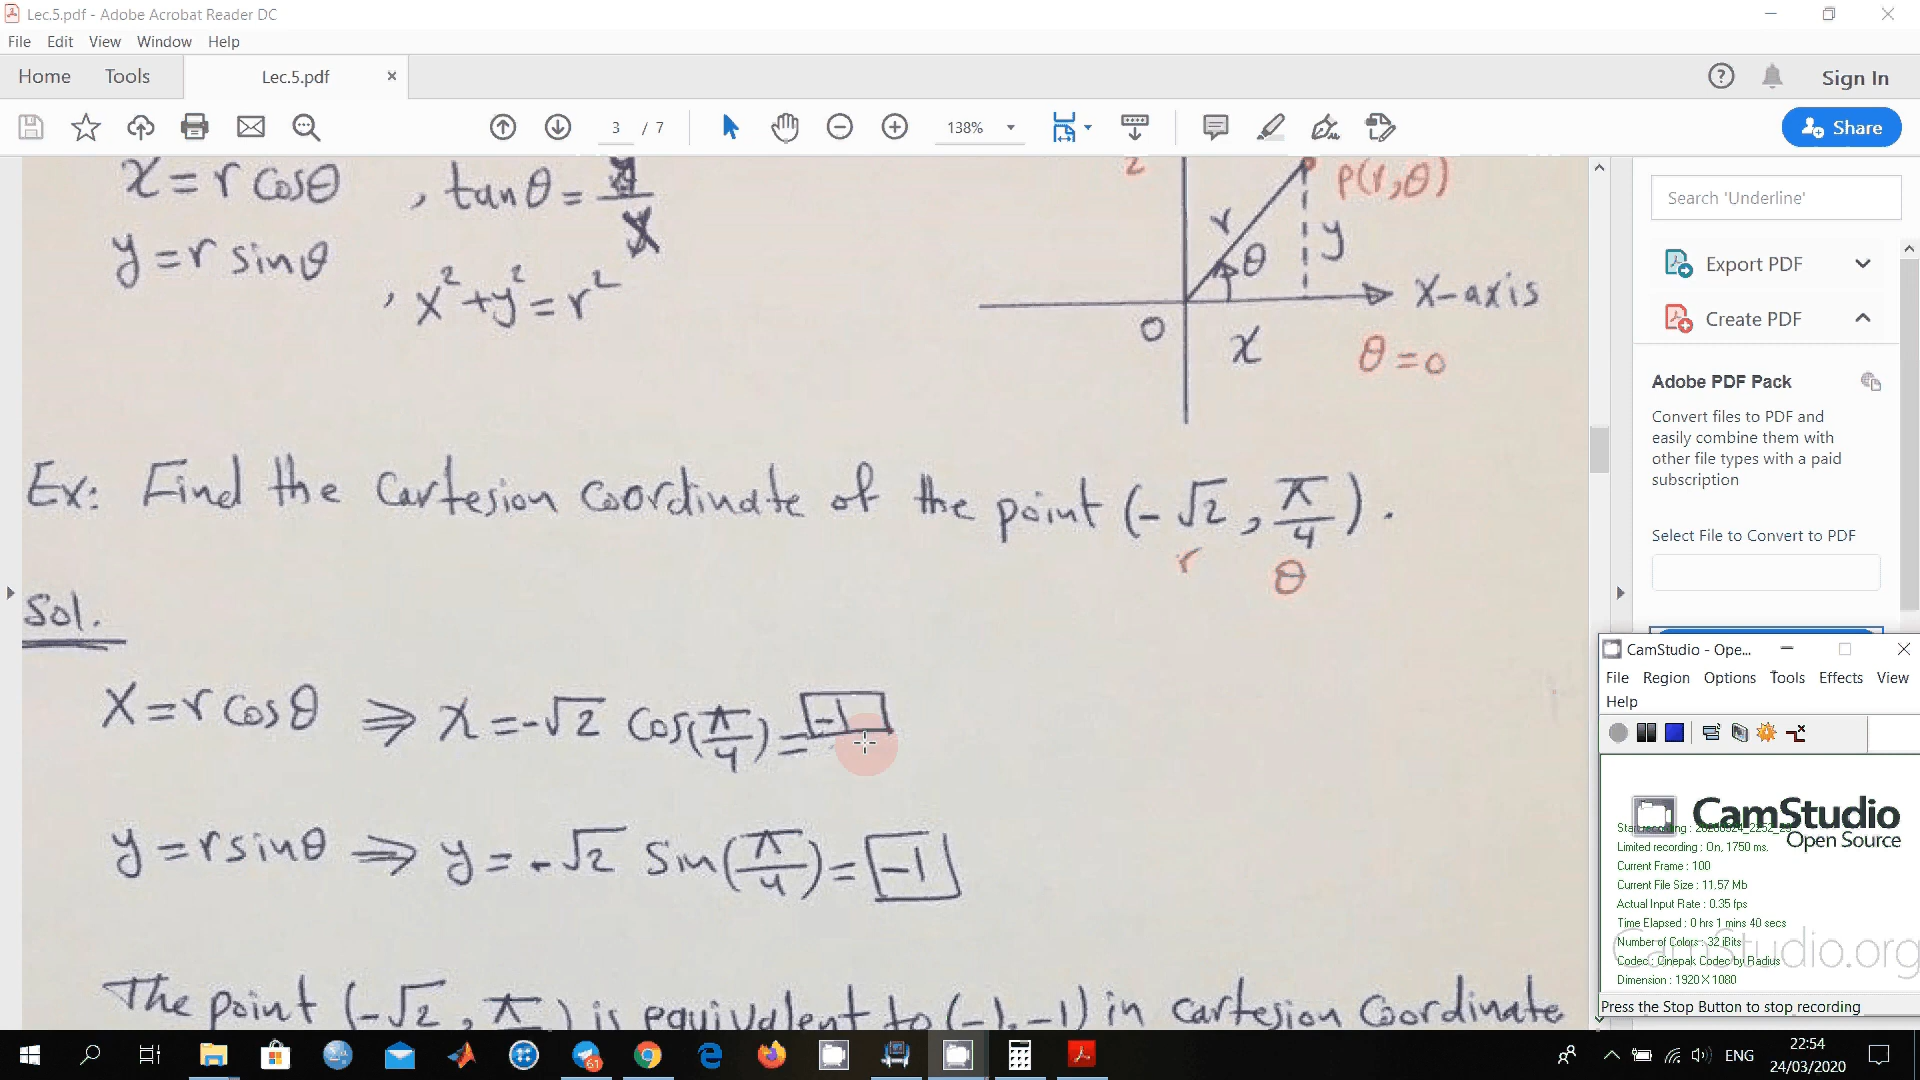 Lec.5.pdf - Adobe Acrobat Reader DC
File Edit View Window Help
Home Tools Lec.5.pdf × Sign In
3 / 7 138% Share
x = r cosθ , tanθ = y/x
y = r sinθ
, x² + y² = r²
2 P(r,θ)
r θ y
x-axis
0 x θ = 0
Ex: Find the Cartesion Coordinate of the point (-√2 , π/4).
r θ
Sol.
x = r cosθ ⇒ x = -√2 cos(π/4) = -1
y = r sinθ ⇒ y = -√2 sin(π/4) = -1
The point (-√2 , π ) is equivalent to (-1, -1) in cartesion Coordinate
Search 'Underline'
Export PDF
Create PDF
Adobe PDF Pack
Convert files to PDF and
easily combine them with
other file types with a paid
subscription
Select File to Convert to PDF
CamStudio - Ope...
File Region Options Tools Effects View
Help
CamStudio
Open Source
Limited recording : On, 1750 ms.
Current Frame : 100
Current File Size : 11.57 Mb
Actual Input Rate : 0.35 fps
Time Elapsed : 0 hrs 1 mins 40 secs
Number of Colors : 32 iBits
Codec : Cinepak Codec by Radius
Dimension : 1920 X 1080
CamStudio.org
Press the Stop Button to stop recording
61
ENG
22:54
24/03/2020